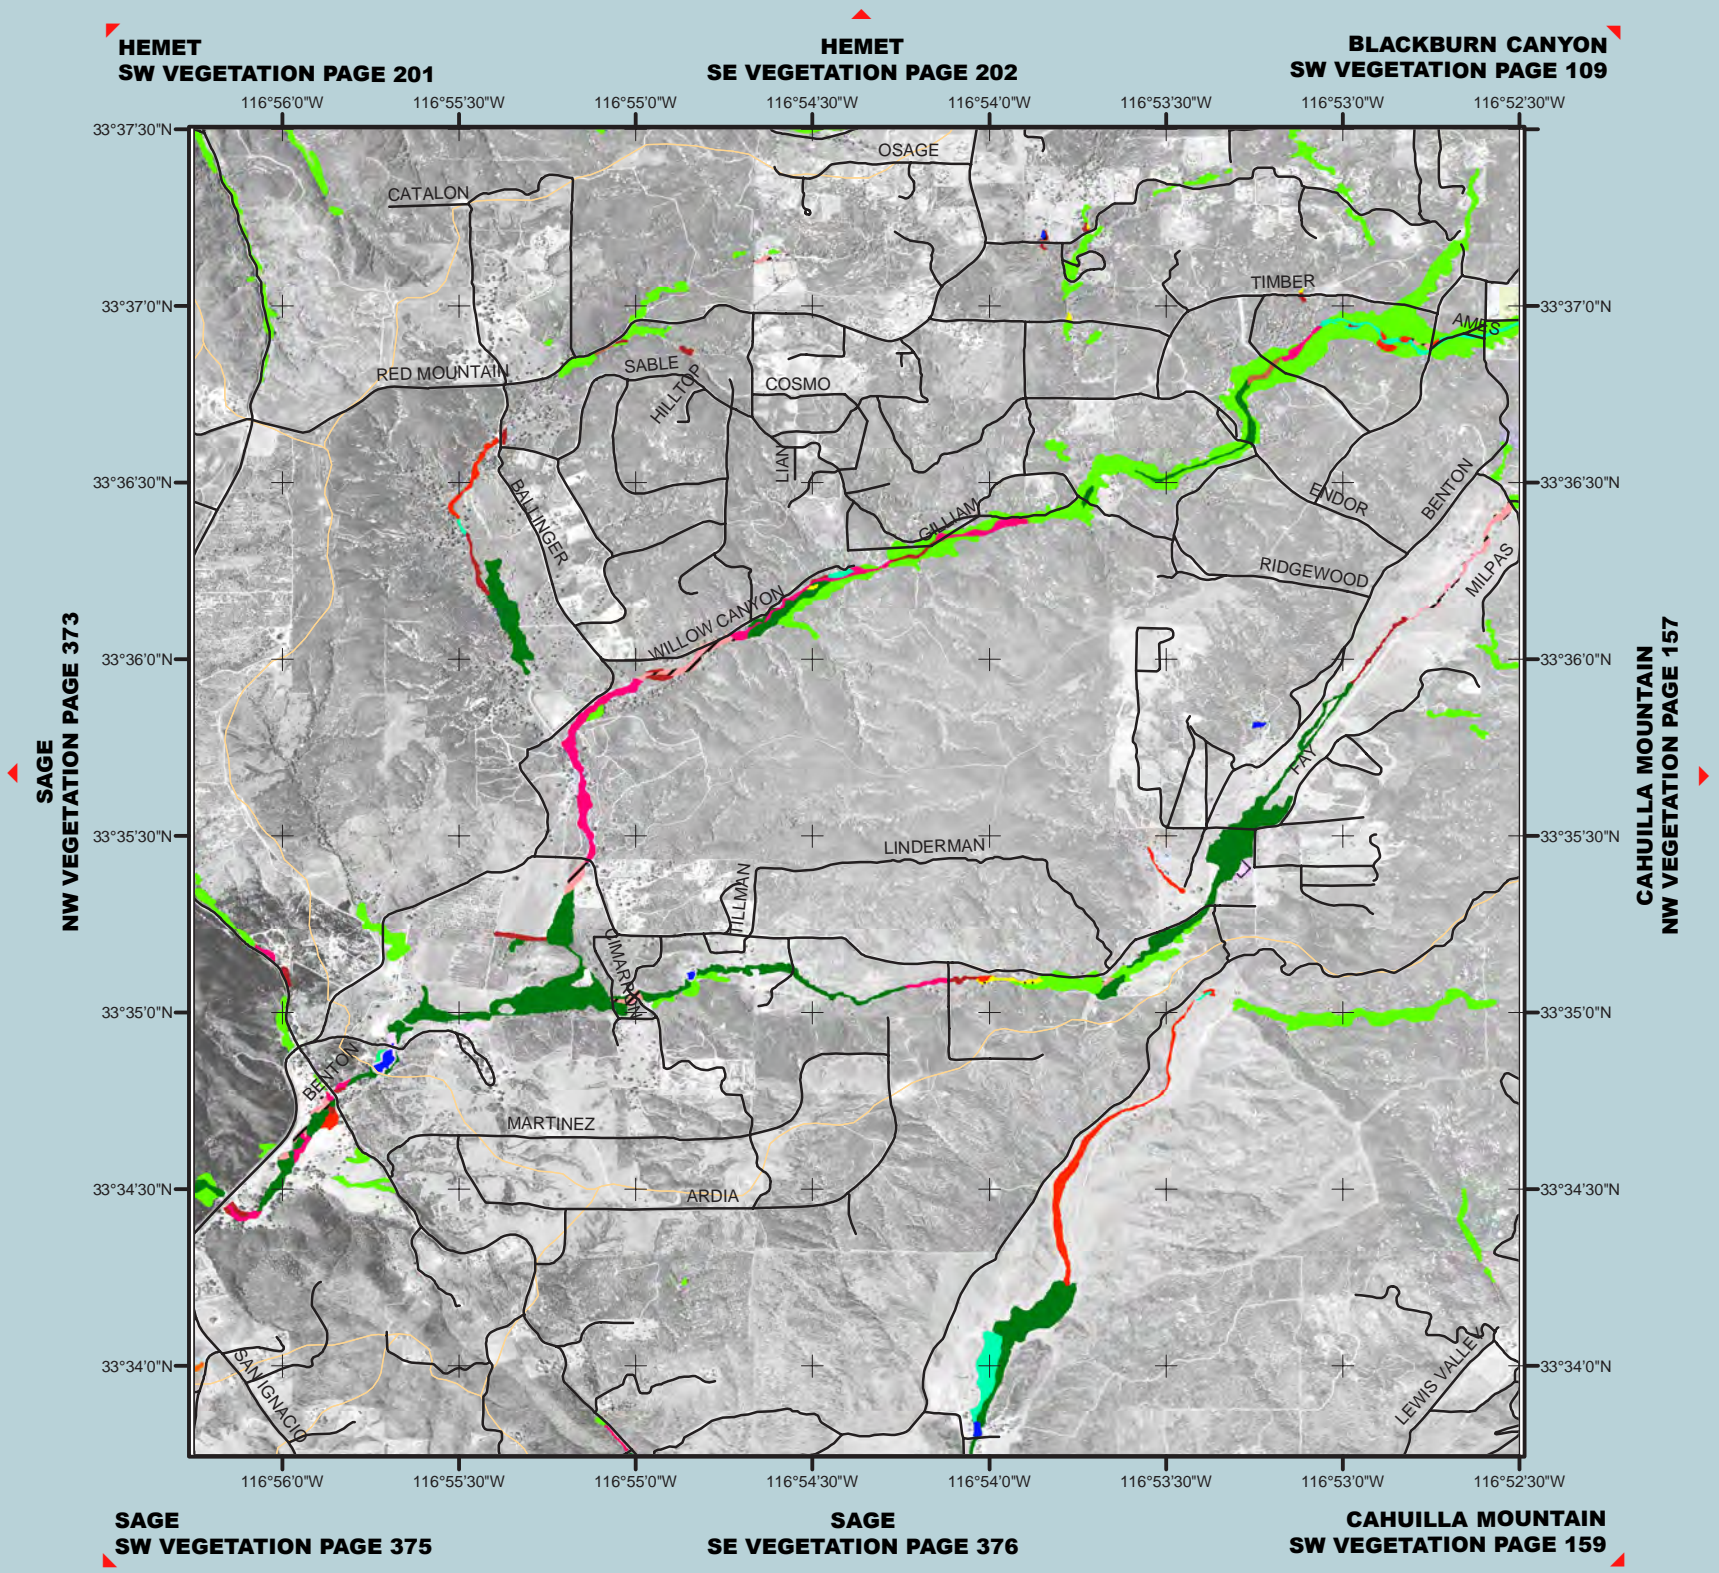 HEMET
SW VEGETATION PAGE 201
HEMET
SE VEGETATION PAGE 202
BLACKBURN CANYON
SW VEGETATION PAGE 109
116°56'0"W
116°55'30"W
116°55'0"W
116°54'30"W
116°54'0"W
116°53'30"W
116°53'0"W
116°52'30"W
33°37'30"N
33°37'30"N
OSAGE
CATALON
TIMBER
33°37'0"N
33°37'0"N
AMES
RED MOUNTAIN
SABLE
HILLTOP
COSMO
LIAN
33°36'30"N
33°36'30"N
BALLINGER
GILLIAM
ENDOR
BENTON
RIDGEWOOD
MILPAS
WILLOW CANYON
33°36'0"N
33°36'0"N
SAGE
NW VEGETATION PAGE 373
CAHUILLA MOUNTAIN
NW VEGETATION PAGE 157
FAY
33°35'30"N
33°35'30"N
LINDERMAN
TILLMAN
CIMARRON
33°35'0"N
33°35'0"N
BENTON
MARTINEZ
33°34'30"N
33°34'30"N
ARDIA
33°34'0"N
33°34'0"N
SAN IGNACIO
LEWIS VALLEY
116°56'0"W
116°55'30"W
116°55'0"W
116°54'30"W
116°54'0"W
116°53'30"W
116°53'0"W
116°52'30"W
SAGE
SW VEGETATION PAGE 375
SAGE
SE VEGETATION PAGE 376
CAHUILLA MOUNTAIN
SW VEGETATION PAGE 159